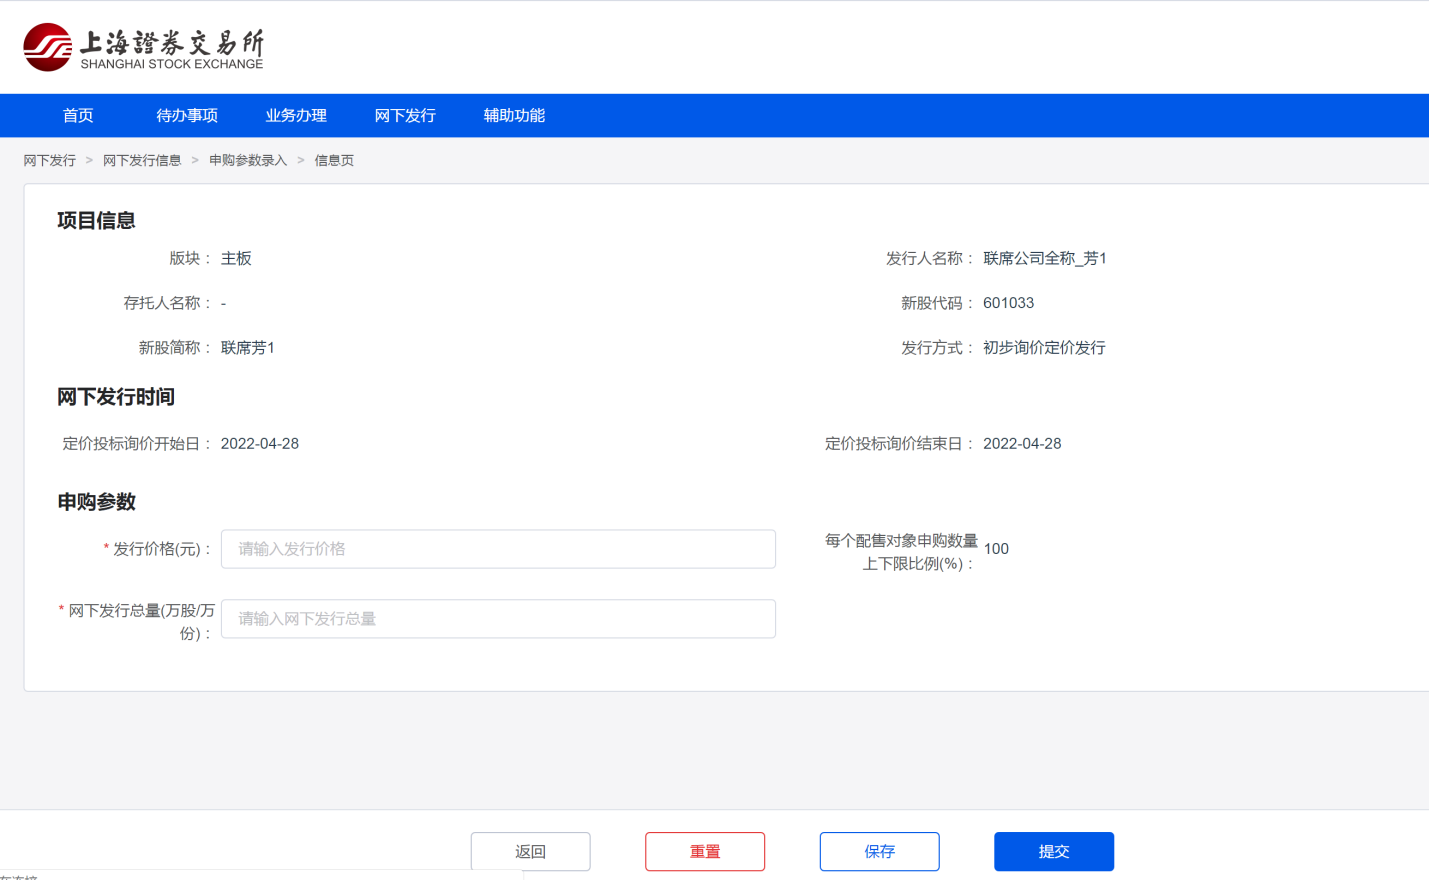 上海證券交易所
SHANGHAI STOCK EXCHANGE
首页 待办事项 业务办理 网下发行 辅助功能
网下发行 > 网下发行信息 > 申购参数录入 > 信息页
项目信息
版块： 主板 发行人名称： 联席公司全称_芳1
存托人名称： - 新股代码： 601033
新股简称： 联席芳1 发行方式： 初步询价定价发行
网下发行时间
定价投标询价开始日： 2022-04-28 定价投标询价结束日： 2022-04-28
申购参数
* 发行价格(元)： 请输入发行价格
每个配售对象申购数量
上下限比例(%)： 100
* 网下发行总量(万股/万
份)： 请输入网下发行总量
返回 重置 保存 提交